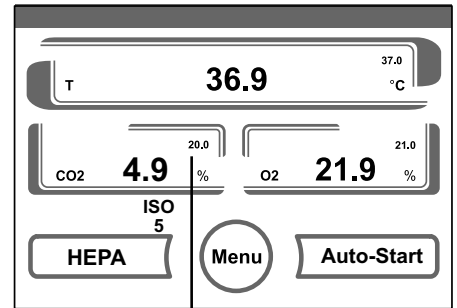 37.0
T 36.9 °C
20.0 21.0
CO2 4.9 % O2 21.9 %
ISO
5
HEPA Menu Auto-Start